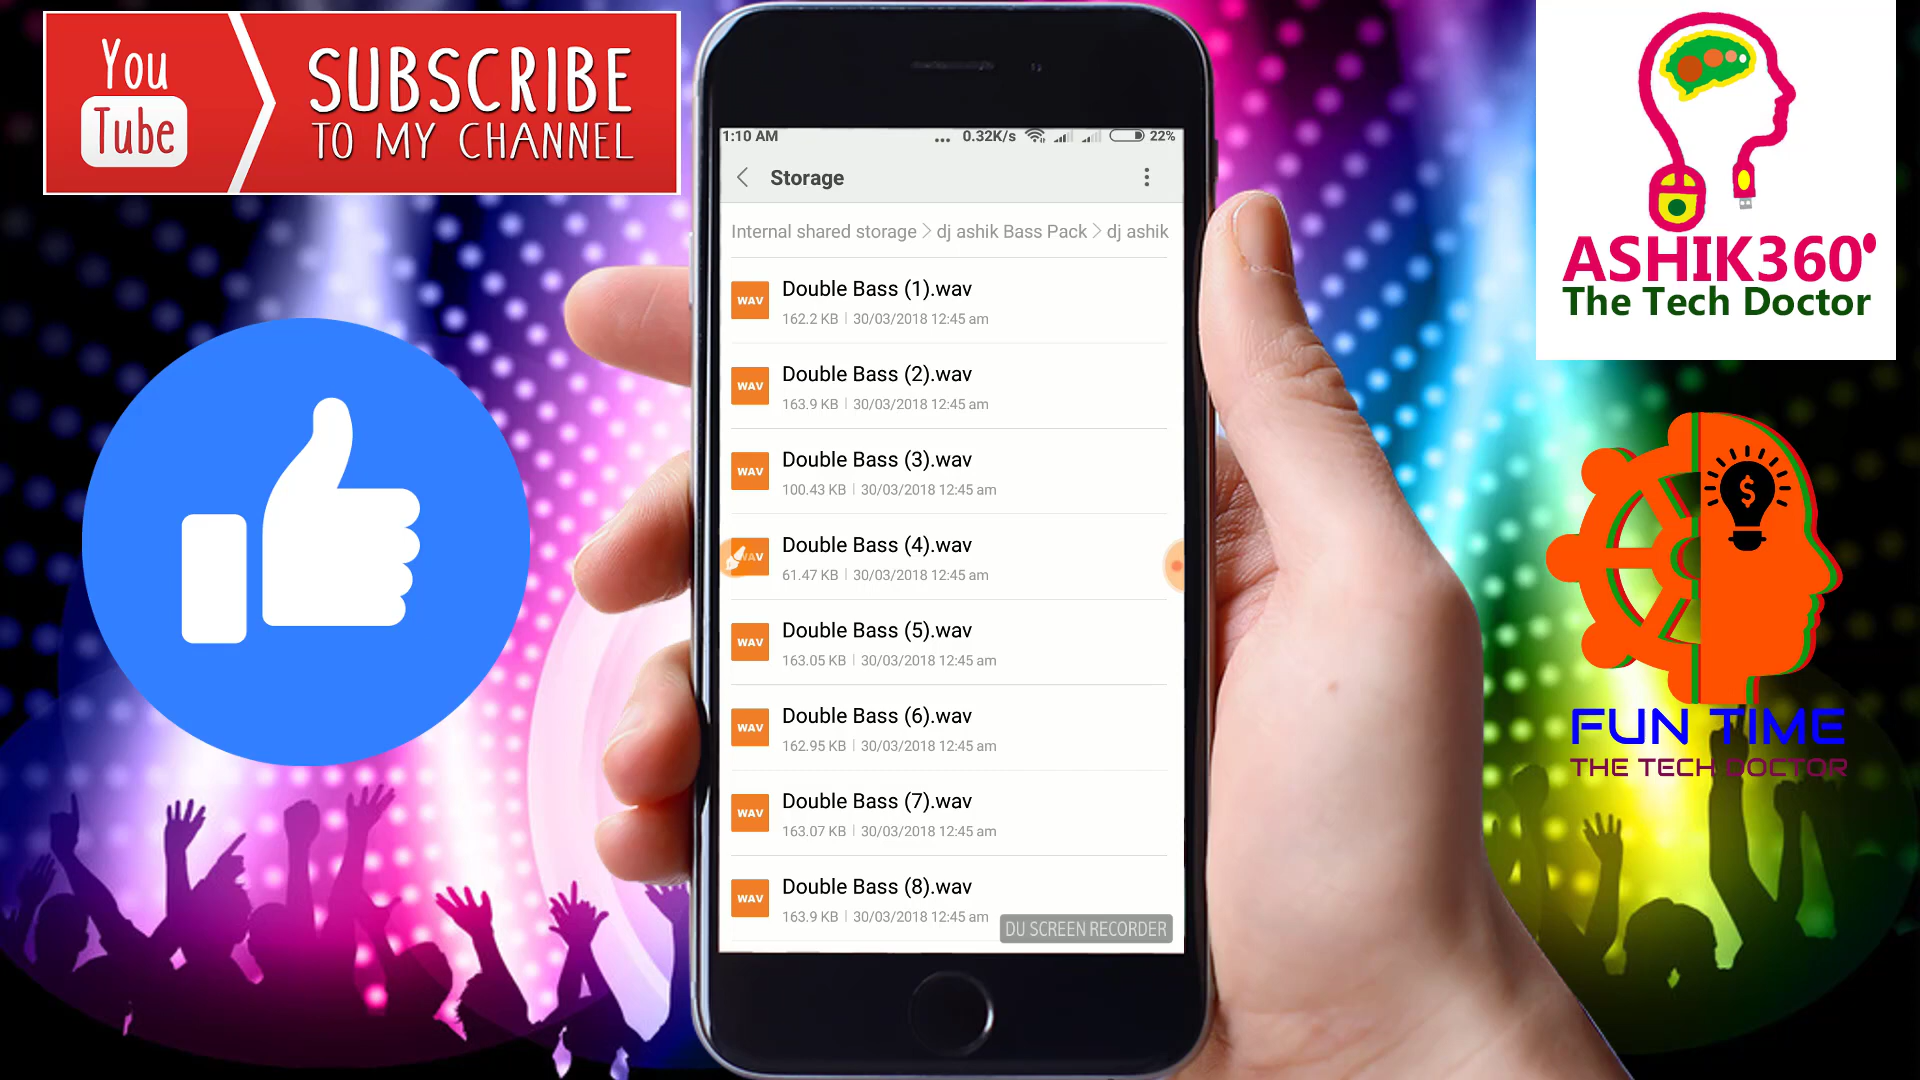 You
Tube
SUBSCRIBE
TO MY CHANNEL
1:10 AM ... 0.32K/s 22%
Storage
Internal shared storage > dj ashik Bass Pack > dj ashik
WAV Double Bass (1).wav
162.2 KB | 30/03/2018 12:45 am
WAV Double Bass (2).wav
163.9 KB | 30/03/2018 12:45 am
WAV Double Bass (3).wav
100.43 KB | 30/03/2018 12:45 am
WAV Double Bass (4).wav
61.47 KB | 30/03/2018 12:45 am
WAV Double Bass (5).wav
163.05 KB | 30/03/2018 12:45 am
WAV Double Bass (6).wav
162.95 KB | 30/03/2018 12:45 am
WAV Double Bass (7).wav
163.07 KB | 30/03/2018 12:45 am
WAV Double Bass (8).wav
163.9 KB | 30/03/2018 12:45 am
DU SCREEN RECORDER
ASHIK360°
The Tech Doctor
$
FUN TIME
THE TECH DOCTOR